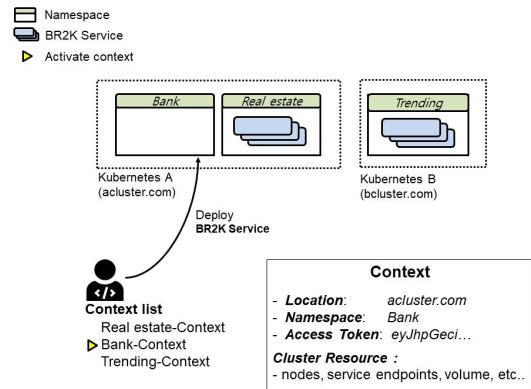 Namespace
BR2K Service
Activate context
Bank
Real estate
Trending
Kubernetes A
(acluster.com)
Kubernetes B
(bcluster.com)
Deploy
BR2K Service
Context list
Real estate-Context
Bank-Context
Trending-Context
Context
- Location: acluster.com
- Namespace: Bank
- Access Token: eyJhpGeci...
Cluster Resource :
- nodes, service endpoints, volume, etc..